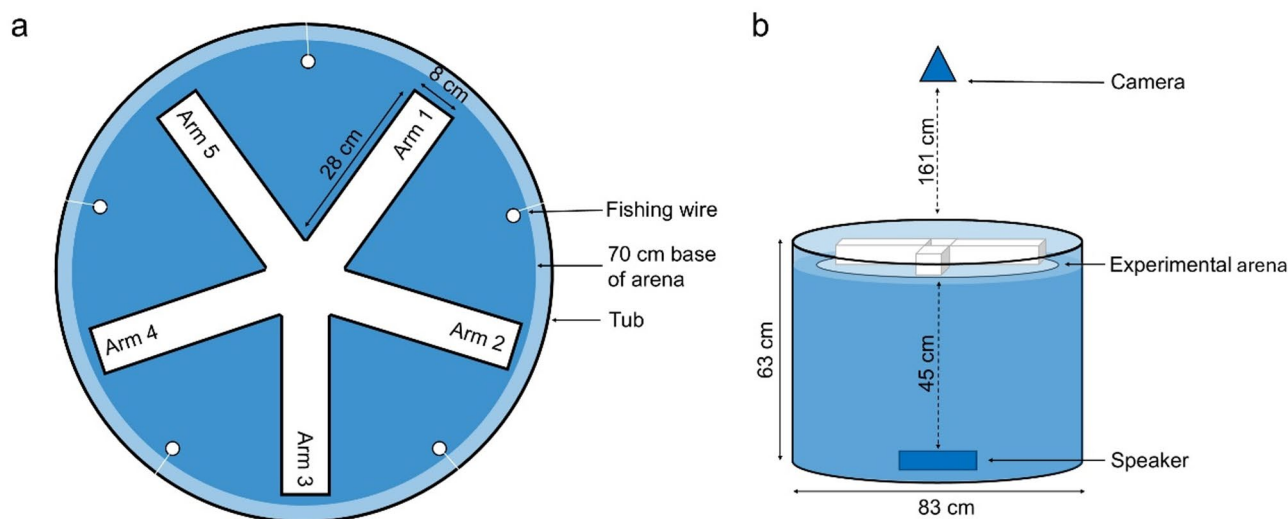 a
8 cm
28 cm
Arm 1
Arm 5
Fishing wire
70 cm base
of arena
Tub
Arm 4
Arm 2
Arm 3
b
Camera
161 cm
Experimental arena
63 cm
45 cm
Speaker
83 cm